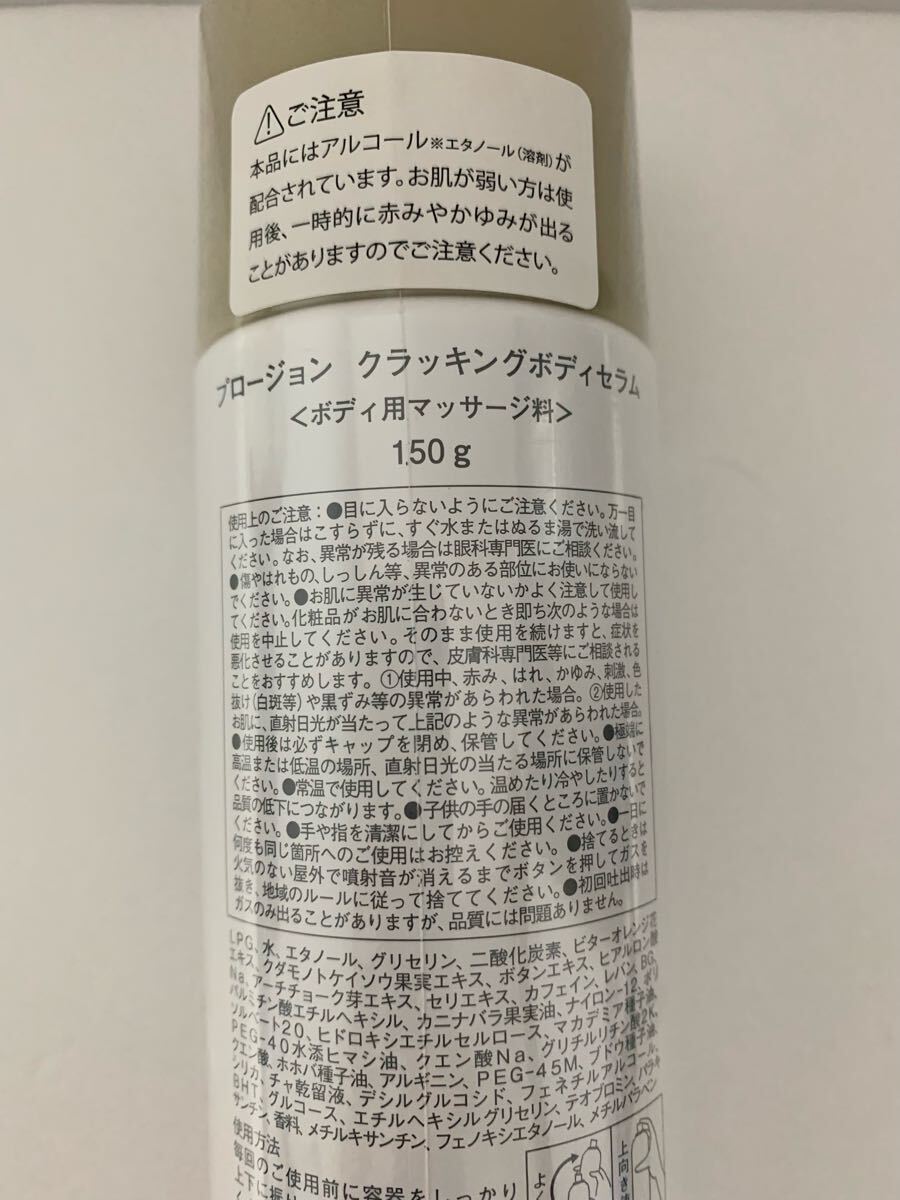 ⚠ご注意
本品にはアルコール※エタノール(溶剤)が
配合されています。お肌が弱い方は使
用後、一時的に赤みやかゆみが出る
ことがありますのでご注意ください。
プロージョン クラッキングボディセラム
<ボディ用マッサージ料>
150g
使用上のご注意：●目に入らないようにご注意ください。万一目
に入った場合はこすらずに、すぐ水またはぬるま湯で洗い流して
ください。なお、異常が残る場合は眼科専門医にご相談ください。
●傷やはれもの、しっしん等、異常のある部位にお使いにならない
でください。●お肌に異常が生じていないかよく注意して使用し
てください。化粧品がお肌に合わないとき即ち次のような場合は
使用を中止してください。そのまま使用を続けますと、症状を
悪化させることがありますので、皮膚科専門医等にご相談される
ことをおすすめします。①使用中、赤み、はれ、かゆみ、刺激、色
抜け(白斑等)や黒ずみ等の異常があらわれた場合。②使用した
お肌に、直射日光が当たって上記のような異常があらわれた場合。
●使用後は必ずキャップを閉め、保管してください。●極端に
高温または低温の場所、直射日光の当たる場所に保管しないで
ください。●常温で使用してください。温めたり冷やしたりすると
品質の低下につながります。●子供の手の届くところに置かないで
ください。●手や指を清潔にしてからご使用ください。●一日に
何度も同じ箇所へのご使用はお控えください。●捨てるときは
火気のない屋外で噴射音が消えるまでボタンを押してガスを
抜き、地域のルールに従って捨ててください。●初回吐出時は
ガスのみ出ることがありますが、品質には問題ありません。
LPG、水、エタノール、グリセリン、二酸化炭素、ビターオレンジ花
エキス、クダモノトケイソウ果実エキス、ボタンエキス、ヒアルロン酸
Na、アーチチョーク芽エキス、セリエキス、カフェイン、レバン、BG、
パルミチン酸エチルヘキシル、カニナバラ果実油、ナイロン-12、ポリ
ソルベート20、ヒドロキシエチルセルロース、マカデミア種子油、
PEG-40水添ヒマシ油、クエン酸Na、グリチルリチン酸2K、
クエン酸、ホホバ種子油、アルギニン、PEG-45M、ブドウ種子油、
シリカ、チャ乾留液、デシルグルコシド、フェネチルアルコール、
BHT、グルコース、エチルヘキシルグリセリン、テオブロミン、パラキ
サンチン、香料、メチルキサンチン、フェノキシエタノール、メチルパラベン
使用方法
毎回のご使用前に容器をしっかり
上下に振り
よく
上向き